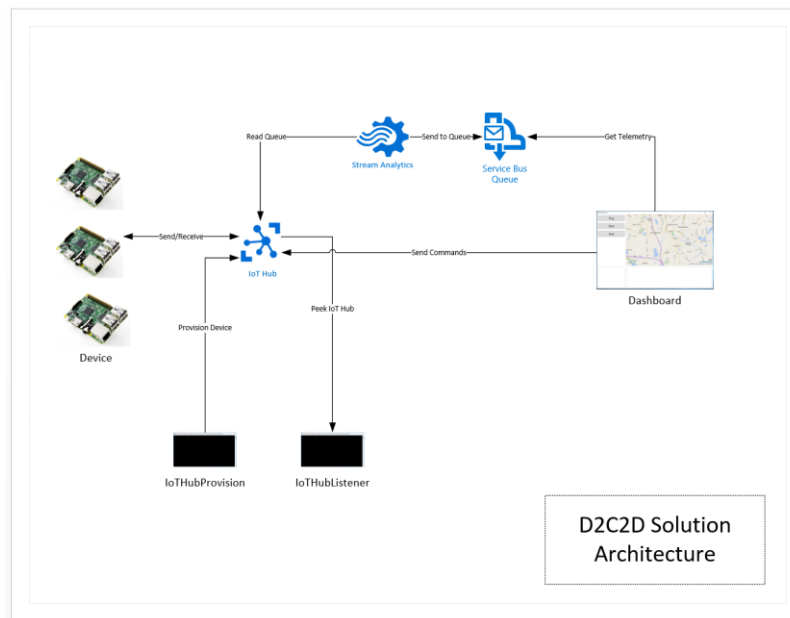 Read Queue
Stream Analytics
Send to Queue
Service Bus
Queue
Get Telemetry
Send/Receive
IoT Hub
Send Commands
Dashboard
Peek IoT Hub
Provision Device
Device
IoTHubProvision
IoTHubListener
D2C2D Solution
Architecture